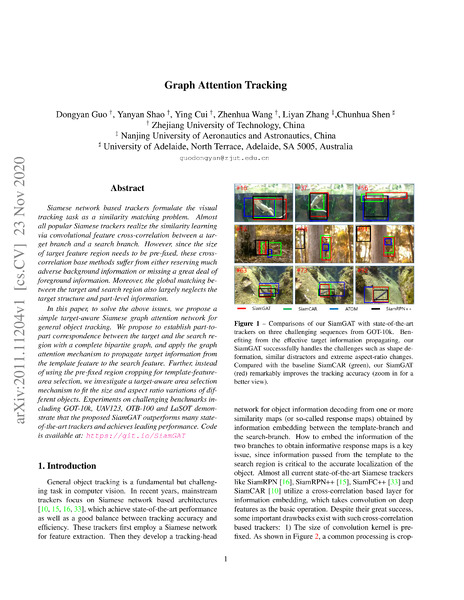 Graph Attention Tracking
Dongyan Guo †, Yanyan Shao †, Ying Cui †, Zhenhua Wang †, Liyan Zhang ‡,Chunhua Shen ‡
† Zhejiang University of Technology, China
‡ Nanjing University of Aeronautics and Astronautics, China
‡ University of Adelaide, North Terrace, Adelaide, SA 5005, Australia
guodongyan@zjut.edu.cn
arXiv:2011.11204v1 [cs.CV] 23 Nov 2020
Abstract
Siamese network based trackers formulate the visual
tracking task as a similarity matching problem. Almost
all popular Siamese trackers realize the similarity learning
via convolutional feature cross-correlation between a tar-
get branch and a search branch. However, since the size
of target feature region needs to be pre-fixed, these cross-
correlation base methods suffer from either reserving much
adverse background information or missing a great deal of
foreground information. Moreover, the global matching be-
tween the target and search region also largely neglects the
target structure and part-level information.
In this paper, to solve the above issues, we propose a
simple target-aware Siamese graph attention network for
general object tracking. We propose to establish part-to-
part correspondence between the target and the search re-
gion with a complete bipartite graph, and apply the graph
attention mechanism to propagate target information from
the template feature to the search feature. Further, instead
of using the pre-fixed region cropping for template-feature-
area selection, we investigate a target-aware area selection
mechanism to fit the size and aspect ratio variations of dif-
ferent objects. Experiments on challenging benchmarks in-
cluding GOT-10k, UAV123, OTB-100 and LaSOT demon-
strate that the proposed SiamGAT outperforms many state-
of-the-art trackers and achieves leading performance. Code
is available at: https://git.io/SiamGAT
1. Introduction
General object tracking is a fundamental but challeng-
ing task in computer vision. In recent years, mainstream
trackers focus on Siamese network based architectures
[10, 15, 16, 33], which achieve state-of-the-art performance
as well as a good balance between tracking accuracy and
efficiency. These trackers first employ a Siamese network
for feature extraction. Then they develop a tracking-head
SiamGAT SiamCAR ATOM SiamRPN++
Figure 1 – Comparisons of our SiamGAT with state-of-the-art
trackers on three challenging sequences from GOT-10k. Ben-
efiting from the effective target information propagating, our
SiamGAT successsfully handles the challenges such as shape de-
formation, similar distractors and extreme aspect-ratio changes.
Compared with the baseline SiamCAR (green), our SiamGAT
(red) remarkably improves the tracking accuracy (zoom in for a
better view).
network for object information decoding from one or more
similarity maps (or so-called response maps) obtained by
information embedding between the template-branch and
the search-branch. How to embed the information of the
two branches to obtain informative response maps is a key
issue, since information passed from the template to the
search region is critical to the accurate localization of the
object. Almost all current state-of-the-art Siamese trackers
like SiamRPN [16], SiamRPN++ [15], SiamFC++ [33] and
SiamCAR [10] utilize a cross-correlation based layer for
information embedding, which takes convolution on deep
features as the basic operation. Despite their great success,
some important drawbacks exist with such cross-correlation
based trackers: 1) The size of convolution kernel is pre-
fixed. As shown in Figure 2, a common processing is crop-
1